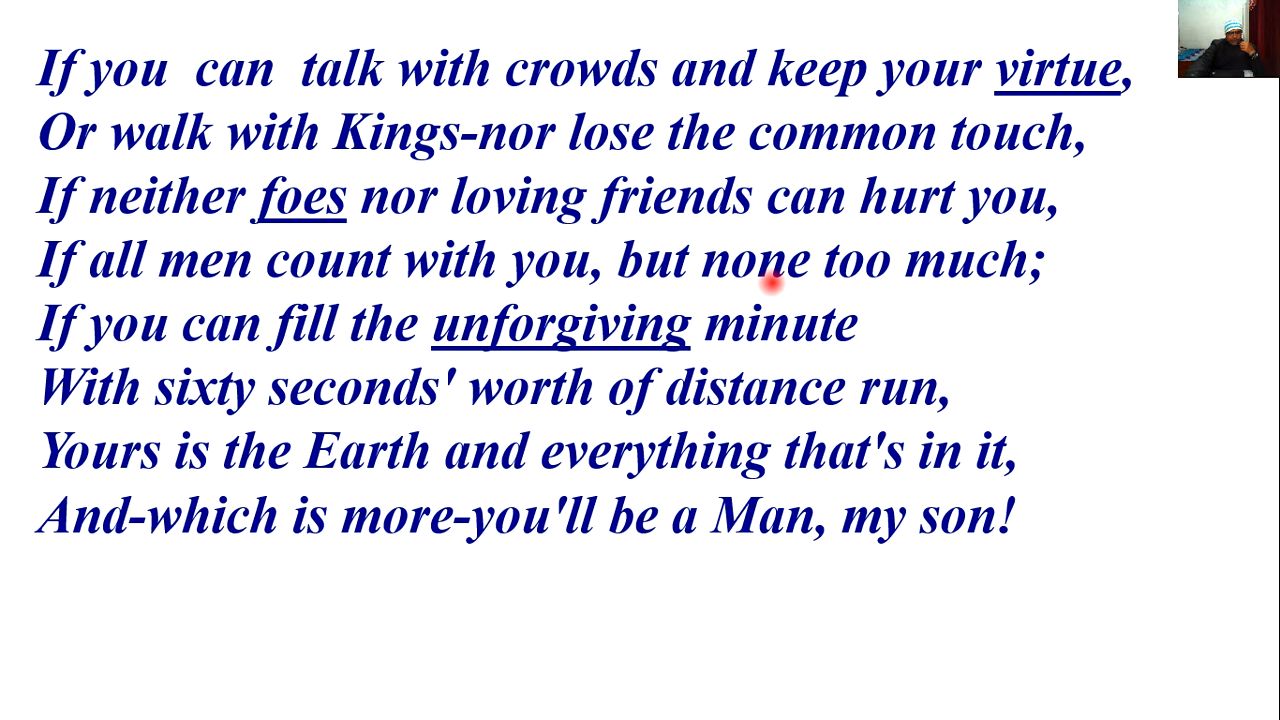 If you can talk with crowds and keep your virtue,
Or walk with Kings-nor lose the common touch,
If neither foes nor loving friends can hurt you,
If all men count with you, but none too much;
If you can fill the unforgiving minute
With sixty seconds' worth of distance run,
Yours is the Earth and everything that's in it,
And-which is more-you'll be a Man, my son!